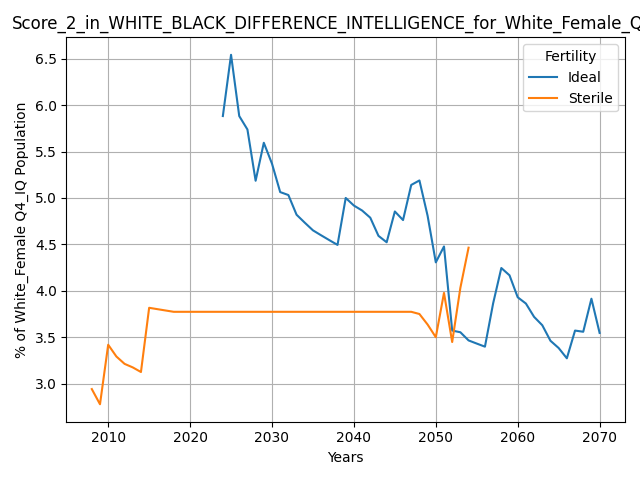 Score_2_in_WHITE_BLACK_DIFFERENCE_INTELLIGENCE_for_White_Female_Q
Fertility
Ideal
Sterile
% of White_Female Q4_IQ Population
6.5
6.0
5.5
5.0
4.5
4.0
3.5
3.0
2010 2020 2030 2040 2050 2060 2070
Years